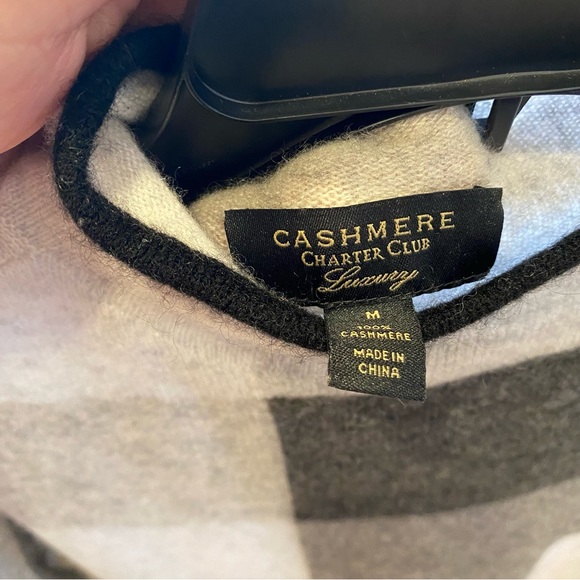 CASHMERE
CHARTER CLUB
Luxury
M
100%
CASHMERE
MADE IN
CHINA